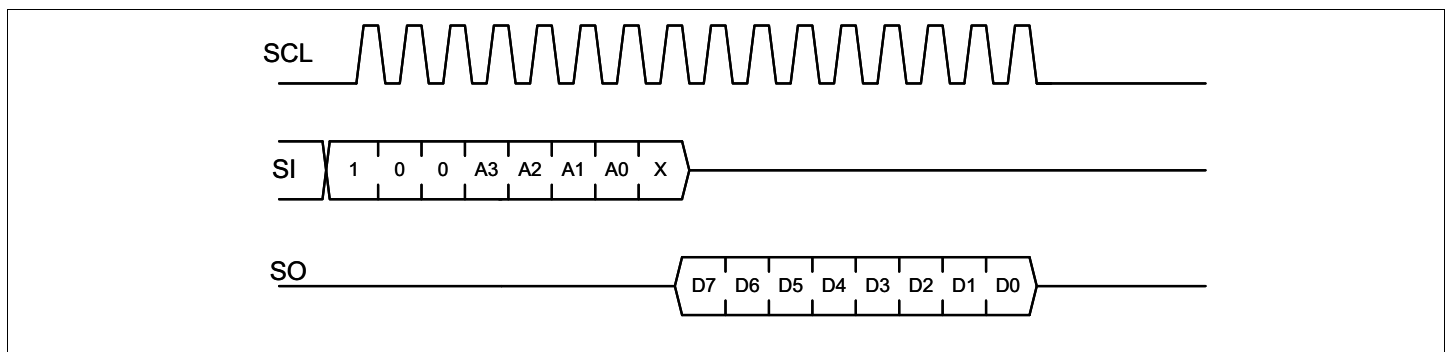 SCL
SI 1 0 0 A3 A2 A1 A0 X
SO D7 D6 D5 D4 D3 D2 D1 D0